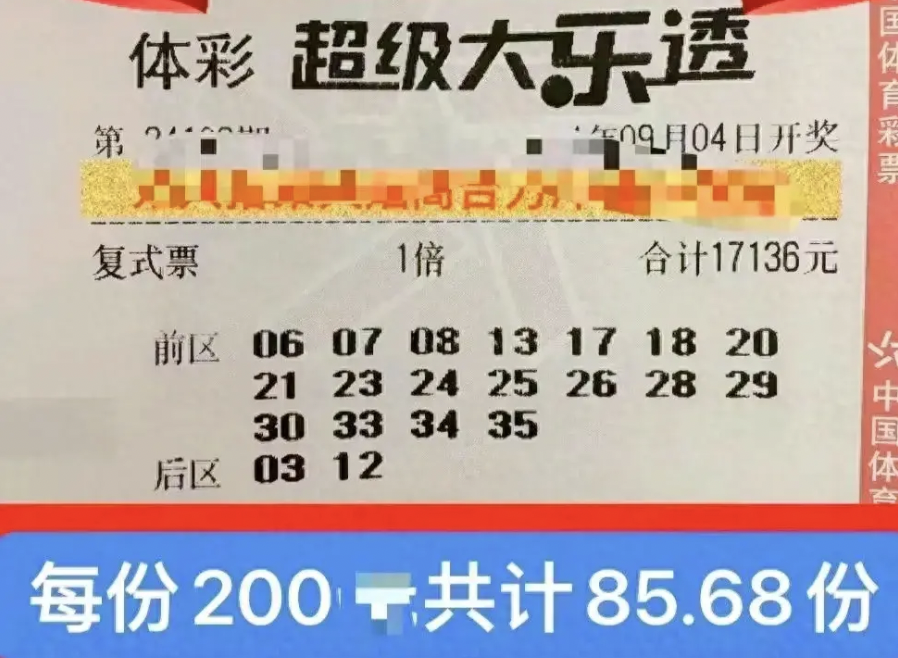 体彩 超级大乐透
第 年09月04日开奖
复式票 1倍 合计17136元
前区 06 07 08 13 17 18 20
21 23 24 25 26 28 29
30 33 34 35
后区 03 12
每份200 共计85.68份
国体育彩票
中国体育